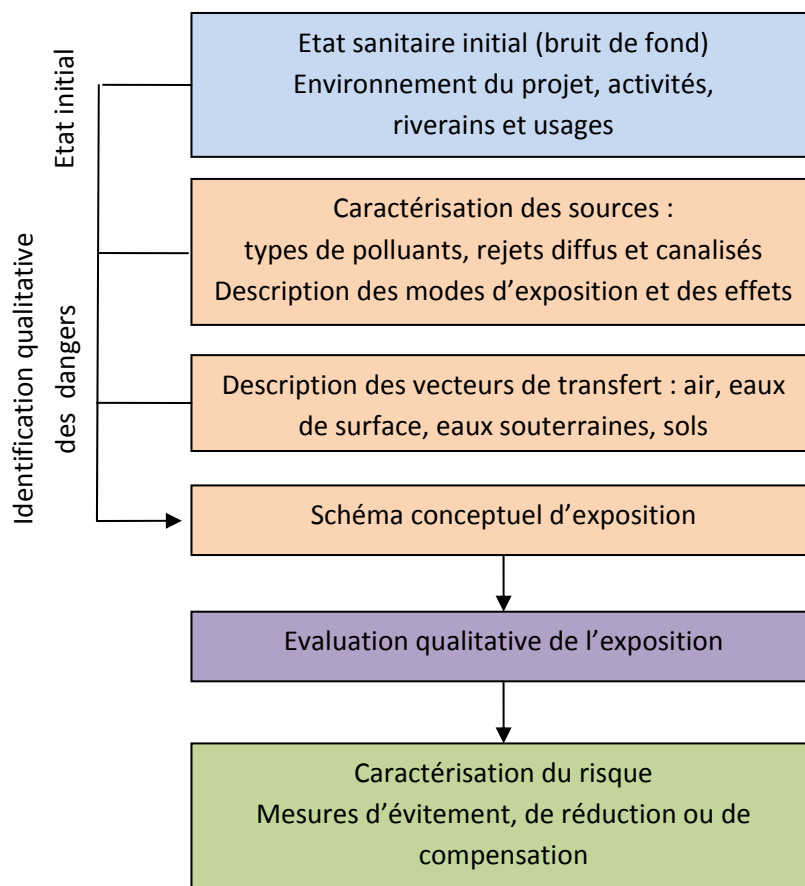 Etat initial
Etat sanitaire initial (bruit de fond)
Environnement du projet, activités,
riverains et usages
Identification qualitative
des dangers
Caractérisation des sources :
types de polluants, rejets diffus et canalisés
Description des modes d’exposition et des effets
Description des vecteurs de transfert : air, eaux
de surface, eaux souterraines, sols
Schéma conceptuel d’exposition
Evaluation qualitative de l’exposition
Caractérisation du risque
Mesures d’évitement, de réduction ou de
compensation